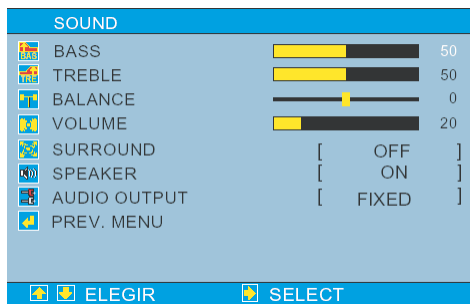 SOUND
BASS 50
TREBLE 50
BALANCE 0
VOLUME 20
SURROUND [ OFF ]
SPEAKER [ ON ]
AUDIO OUTPUT [ FIXED ]
PREV. MENU
ELEGIR SELECT